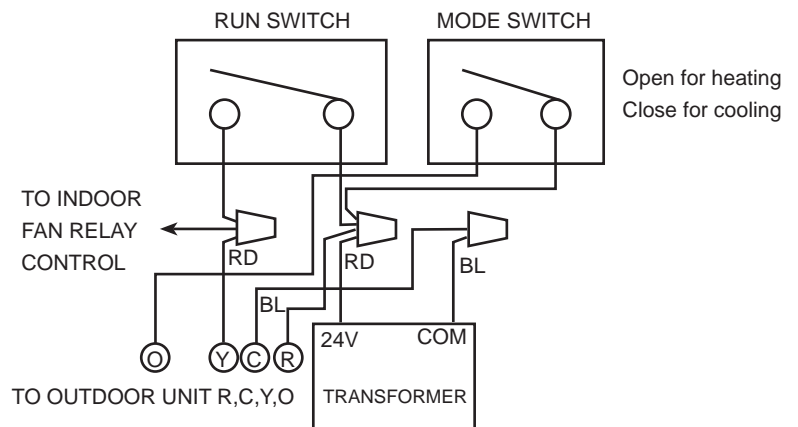 RUN SWITCH
MODE SWITCH
Open for heating
Close for cooling
TO INDOOR
FAN RELAY
CONTROL
RD
RD
BL
BL
O
Y
C
R
24V
COM
TO OUTDOOR UNIT R,C,Y,O
TRANSFORMER